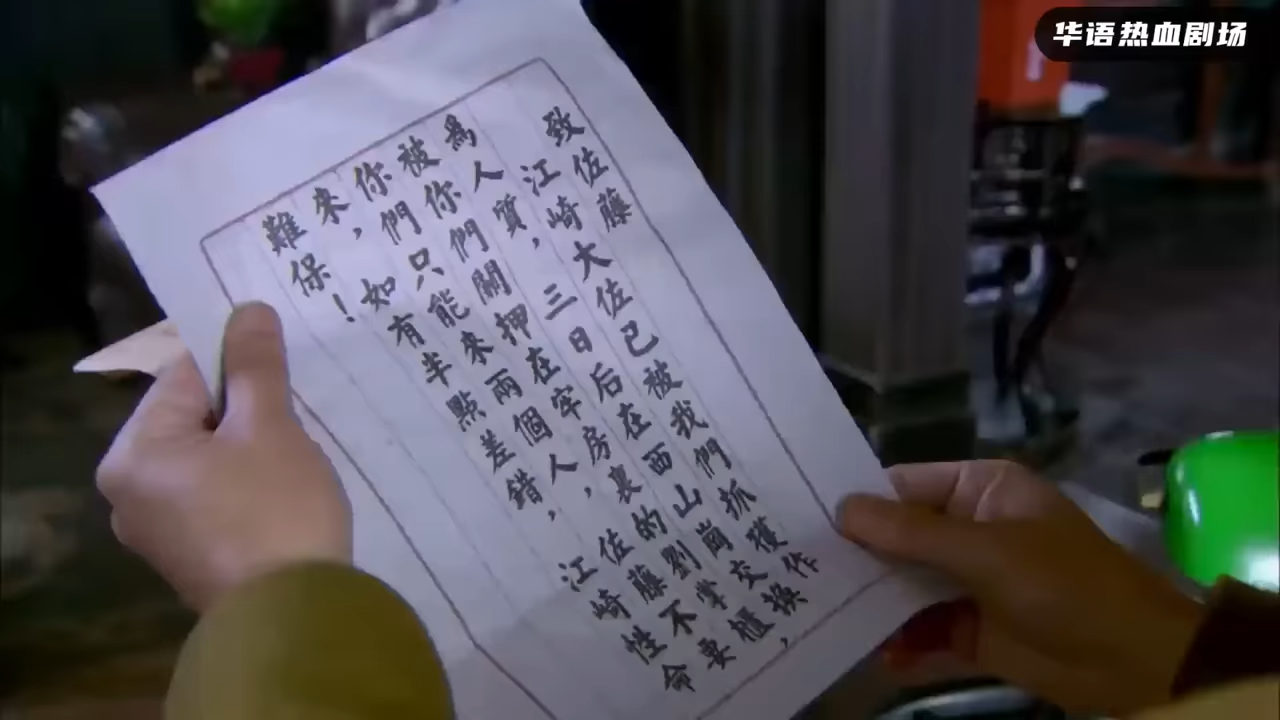 致佐藤
江崎大佐已被我們抓獲作
為人質，三日后在西山崗交換，
被你們關押在牢房裏的劉掌櫃
你們只能來兩個人，佐藤不要
來，如有半點差錯，江崎性命
難保！
华语热血剧场